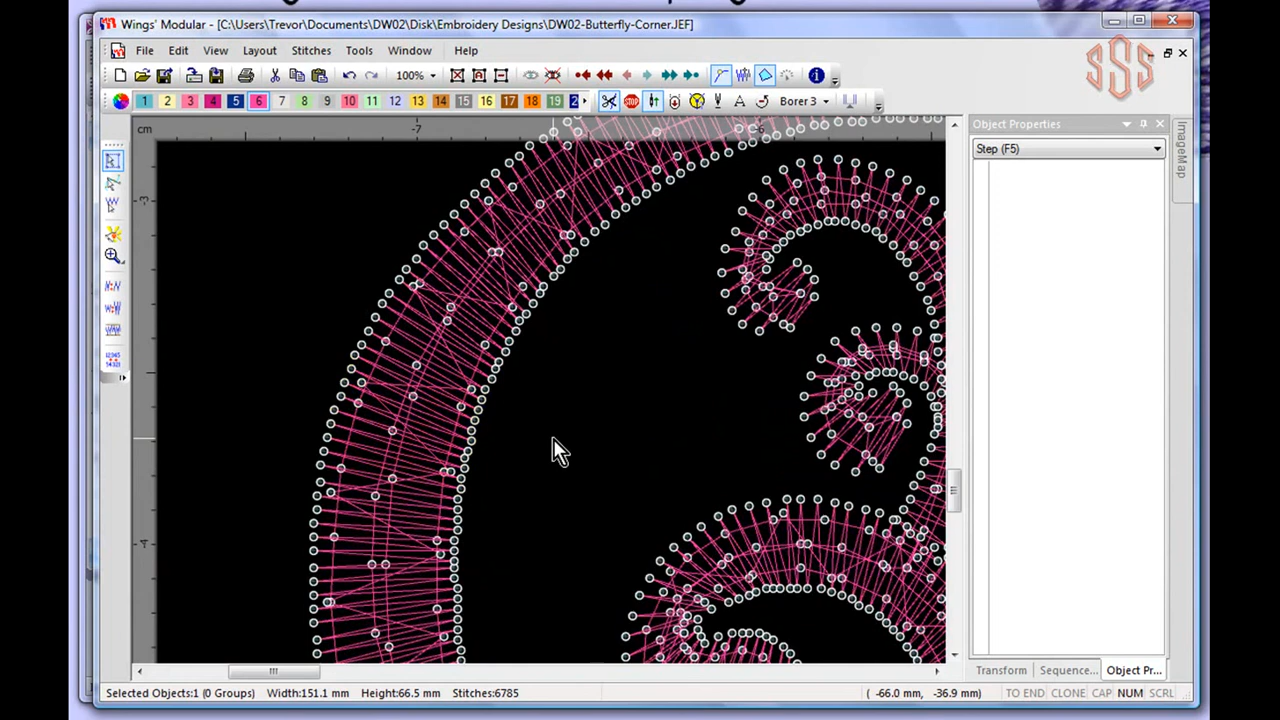 Wings' Modular - [C:\Users\Trevor\Documents\DW02\Disk\Embroidery Designs\DW02-Butterfly-Corner.JEF]
File Edit View Layout Stitches Tools Window Help
SSS
100%
1 2 3 4 5 6 7 8 9 10 11 12 13 14 15 16 17 18 19 2 Borer 3
cm -7 -6
Object Properties
Step (F5)
ImageMap
-3
-4
Transform Sequence... Object Pr...
Selected Objects:1 (0 Groups) Width:151.1 mm Height:66.5 mm Stitches:6785 ( -66.0 mm, -36.9 mm) TO END CLONE CAP NUM SCRL